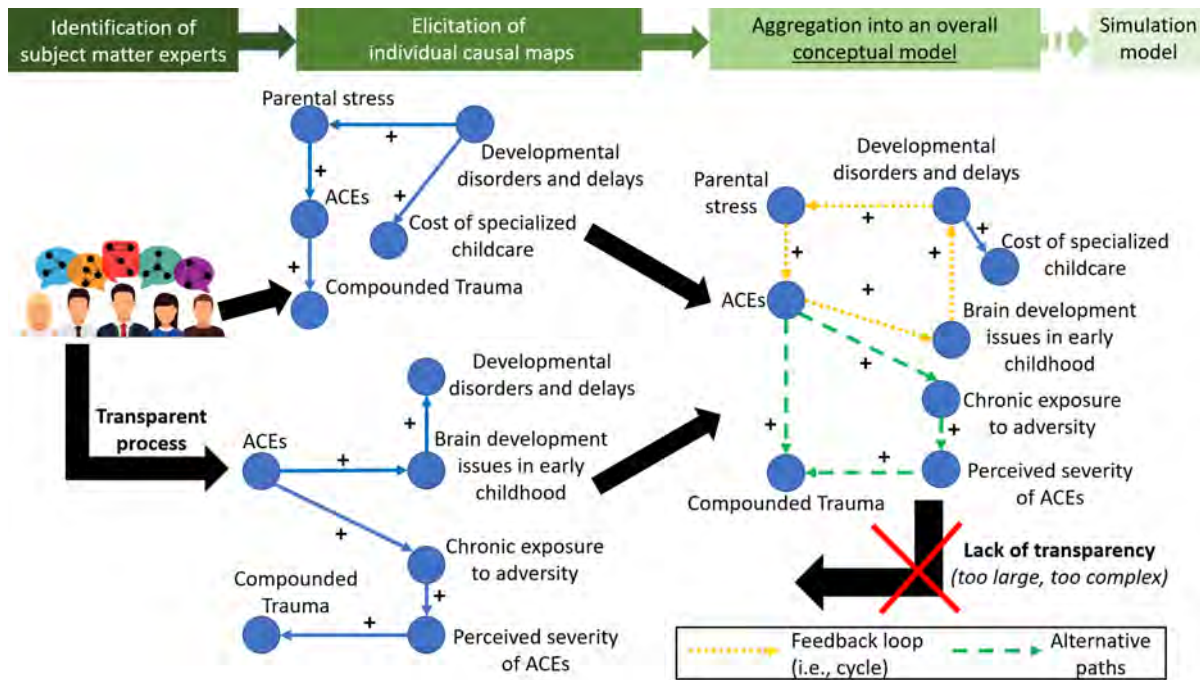 Identification of
subject matter experts
Elicitation of
individual causal maps
Aggregation into an overall
conceptual model
Simulation
model
Parental stress
+
Developmental
disorders and delays
+
+
ACEs
Cost of specialized
childcare
+
Compounded Trauma
Transparent
process
Developmental
disorders and delays
+
ACEs
+
Brain development
issues in early
childhood
+
Chronic exposure
to adversity
Compounded
Trauma
+
+
Perceived severity
of ACEs
Developmental
disorders and delays
Parental
stress
+
+
Cost of specialized
childcare
+
+
ACEs
+
Brain development
issues in early
childhood
+
Chronic exposure
to adversity
+
+
+
Perceived severity
of ACEs
Compounded Trauma
Lack of transparency
(too large, too complex)
Feedback loop
(i.e., cycle)
Alternative
paths